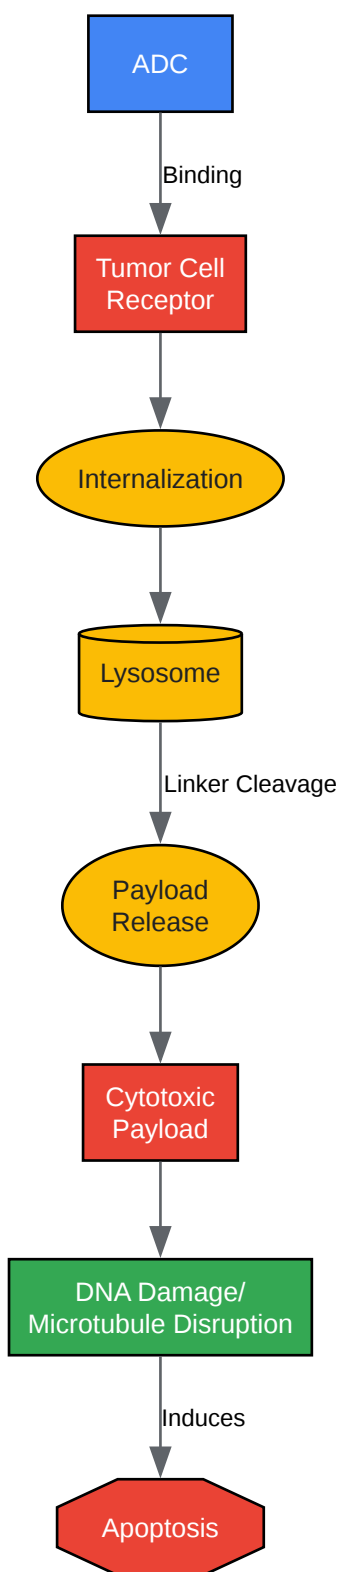 ADC
Binding
Tumor Cell
Receptor
Internalization
Lysosome
Linker Cleavage
Payload
Release
Cytotoxic
Payload
DNA Damage/
Microtubule Disruption
Induces
Apoptosis